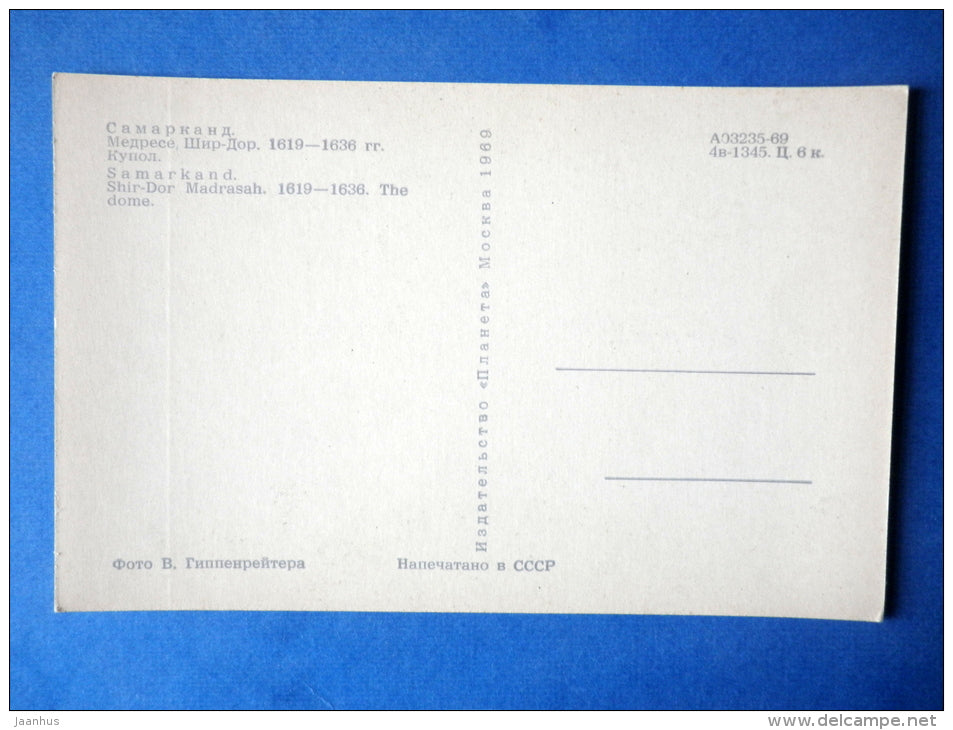 Самарканд.
Медресе, Шир-Дор. 1619—1636 гг.
Купол.
Samarkand.
Shir-Dor Madrasah. 1619—1636. The
dome.
Издательство «Планета» Москва 1969
А03235-69
4в-1345. Ц. 6 к.
Фото В. Гиппенрейтера
Напечатано в СССР
jaanhus
www.delcampe.net